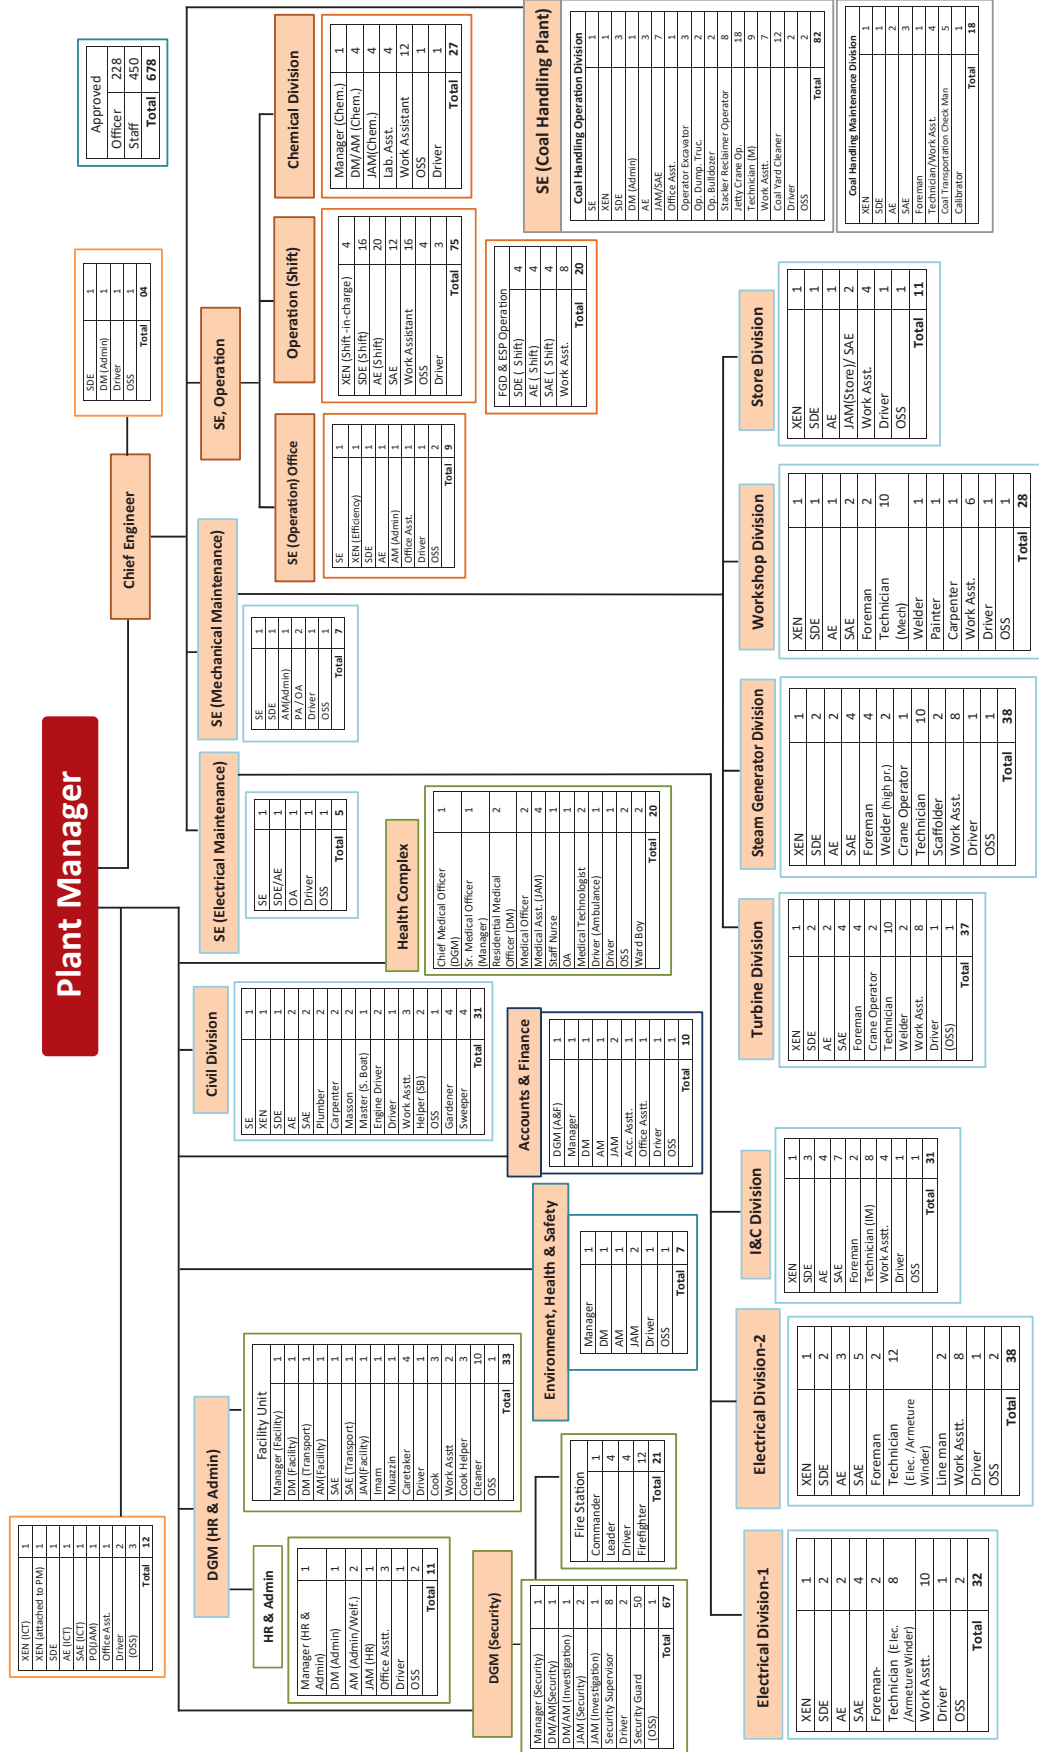 Plant Manager
XEN (ICT) 1
XEN (attached to PM) 1
SDE 1
AE (ICT) 1
SAE (ICT) 1
PO(JAM) 1
Office Asst. 1
Driver 2
(OSS) 3
Total 12
Chief Engineer
SDE 1
DM (Admin) 1
Driver 1
OSS 1
Total 04
Approved
Officer 228
Staff 450
Total 678
DGM (HR & Admin)
HR & Admin
Manager (HR & 1
Admin)
DM (Admin) 1
AM (Admin/Welf.) 2
JAM (HR) 1
Office Asstt. 3
Driver 1
OSS 2
Total 11
Facility Unit
Manager (Facility) 1
DM (Facility) 1
DM (Transport) 1
AM(Facility) 1
SAE 1
SAE (Transport) 1
JAM(Facility) 1
Imam 1
Muazzin 1
Caretaker 4
Driver 1
Cook 3
Work Asstt 2
Cook Helper 3
Cleaner 10
OSS 1
Total 33
DGM (Security)
Manager (Security) 1
DM/AM(Security) 1
DM/AM (Investigation) 1
JAM (Security) 2
JAM (Investigation) 1
Security Supervisor 8
Driver 2
Security Guard 50
(OSS) 1
Total 67
Fire Station
Commander 1
Leader 4
Driver 4
Firefighter 12
Total 21
Environment, Health & Safety
Manager 1
DM 1
AM 1
JAM 2
Driver 1
OSS 1
Total 7
Accounts & Finance
DGM (A&F) 1
Manager 1
DM 1
AM 1
JAM 2
Acc. Asstt. 1
Office Asstt. 1
Driver 1
OSS 1
Total 10
Civil Division
SE 1
XEN 1
SDE 1
AE 2
SAE 2
Plumber 2
Carpenter 2
Masson 2
Master (S. Boat) 1
Engine Driver 2
Driver 1
Work Asstt. 3
Helper (SB) 2
OSS 1
Gardener 4
Sweeper 4
Total 31
Health Complex
Chief Medical Officer 1
(DGM)
Sr. Medical Officer 1
(Manager)
Residential Medical 2
Officer (DM)
Medical Officer 2
Medical Asst. (JAM) 4
Staff Nurse 1
OA 1
Medical Technologist 2
Driver (Ambulance) 1
Driver 1
OSS 2
Ward Boy 2
Total 20
SE (Electrical Maintenance)
SE 1
SDE/AE 1
OA 1
Driver 1
OSS 1
Total 5
SE (Mechanical Maintenance)
SE 1
SDE 1
AM(Admin) 1
PA / OA 2
Driver 1
OSS 1
Total 7
SE, Operation
SE (Operation) Office
SE 1
XEN (Efficiency) 1
SDE 1
AE 1
AM (Admin) 1
Office Asst. 1
Driver 1
OSS 2
Total 9
Operation (Shift)
XEN (Shift -in-charge) 4
SDE (Shift) 16
AE (Shift) 20
SAE 12
Work Assistant 16
OSS 4
Driver 3
Total 75
FGD & ESP Operation
SDE ( Shift) 4
AE ( Shift) 4
SAE ( Shift) 4
Work Asst. 8
Total 20
Chemical Division
Manager (Chem.) 1
DM/ AM (Chem.) 4
JAM(Chem.) 4
Lab. Asst. 4
Work Assistant 12
OSS 1
Driver 1
Total 27
SE (Coal Handling Plant)
Coal Handling Operation Division
SE 1
XEN 1
SDE 3
DM (Admin) 1
AE 3
JAM/SAE 7
Office Asst. 1
Operator Excavator 3
Op. Dump. Truc. 2
Op. Bulldozer 2
Stacker Reclaimer Operator 8
Jetty Crane Op. 18
Technician (M) 9
Work Asstt. 7
Coal Yard Cleaner 12
Driver 2
OSS 2
Total 82
Coal Handling Maintenance Division
XEN 1
SDE 1
AE 2
SAE 3
Foreman 1
Technician/Work Asst. 4
Coal Transportation Check Man 5
Calibrator 1
Total 18
Electrical Division-1
XEN 1
SDE 2
AE 2
SAE 4
Foreman- 2
Technician (Elec. 8
/ArmetureWinder)
Work Asstt. 10
Driver 1
OSS 2
Total 32
Electrical Division-2
XEN 1
SDE 2
AE 3
SAE 5
Foreman 2
Technician 12
(Elec. /Armeture
Winder)
Line man 2
Work Asstt. 8
Driver 1
OSS 2
Total 38
I&C Division
XEN 1
SDE 3
AE 4
SAE 7
Foreman 2
Technician (IM) 8
Work Asstt. 4
Driver 1
OSS 1
Total 31
Turbine Division
XEN 1
SDE 2
AE 2
SAE 4
Foreman 4
Crane Operator 2
Technician 10
Welder 2
Work Asst. 8
Driver 1
(OSS) 1
Total 37
Steam Generator Division
XEN 1
SDE 2
AE 2
SAE 4
Foreman 4
Welder (high pr.) 2
Crane Operator 1
Technician 10
Scaffolder 2
Work Asst. 8
Driver 1
OSS 1
Total 38
Workshop Division
XEN 1
SDE 1
AE 1
SAE 2
Foreman 2
Technician 10
(Mech)
Welder 1
Painter 1
Carpenter 1
Work Asst. 6
Driver 1
OSS 1
Total 28
Store Division
XEN 1
SDE 1
AE 1
JAM(Store)/ SAE 2
Work Asst. 4
Driver 1
OSS 1
Total 11